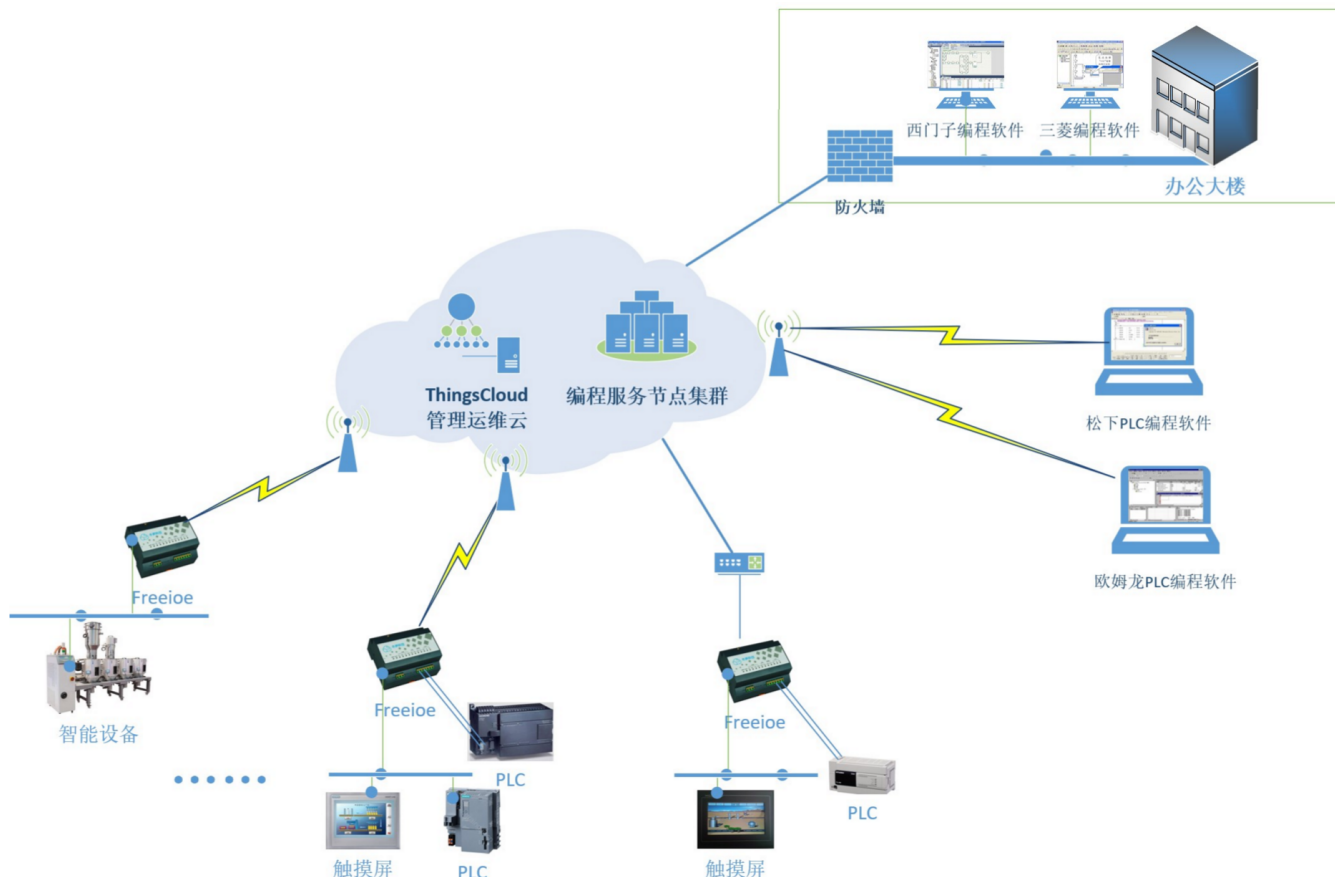 西门子编程软件
三菱编程软件
办公大楼
防火墙
ThingsCloud
管理运维云
编程服务节点集群
松下PLC编程软件
欧姆龙PLC编程软件
Freeioe
智能设备
Freeioe
PLC
触摸屏
PLC
Freeioe
PLC
触摸屏